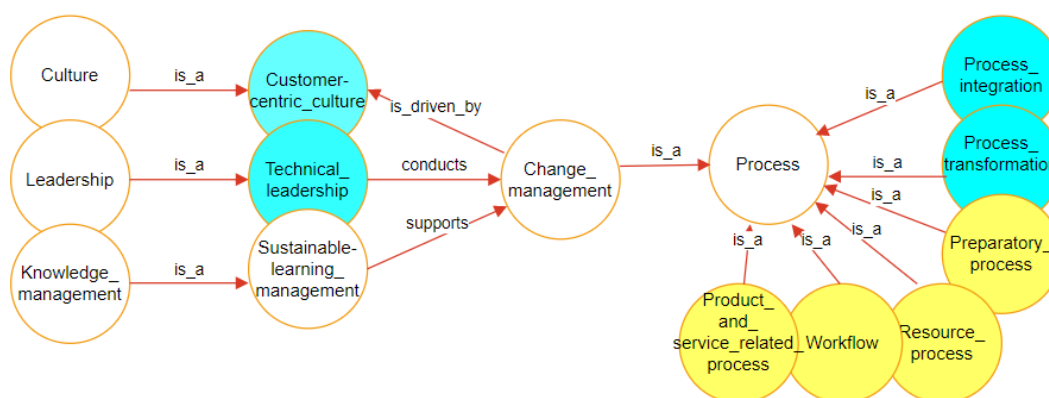 Culture
is_a
Customer-
centric_culture
is_driven_by
Leadership
is_a
Technical_
leadership
conducts
Change_
management
is_a
Process
Knowledge_
management
is_a
Sustainable-
learning_
management
supports
is_a
Process_
integration
is_a
Process_
transformation
is_a
Preparatory_
process
is_a
Resource_
process
is_a
Workflow
is_a
Product_
and_
service_related_
process